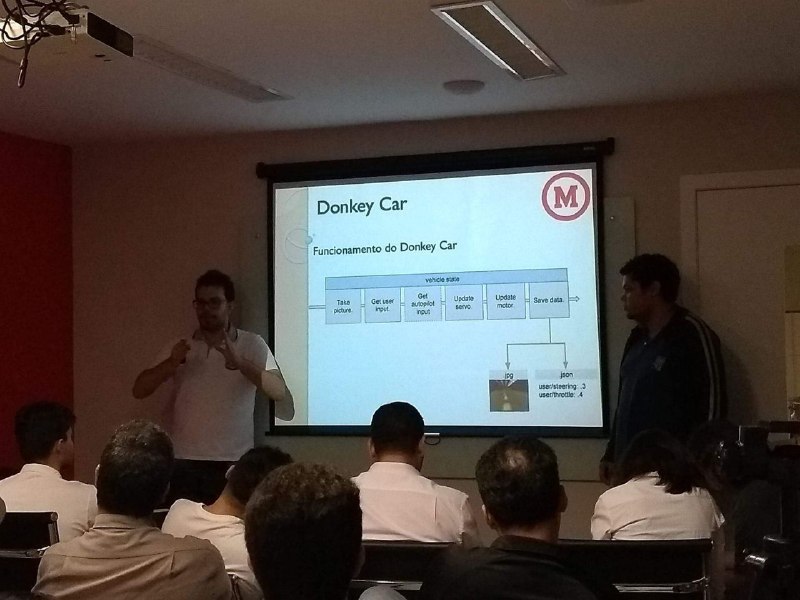 M
Donkey Car
Funcionamento do Donkey Car
vehicle state
Take
picture.
Get user
input.
Get
autopilot
input
Update
servo.
Update
motor.
Save data.
jpg
json
user/steering: .3
user/throttle: .4